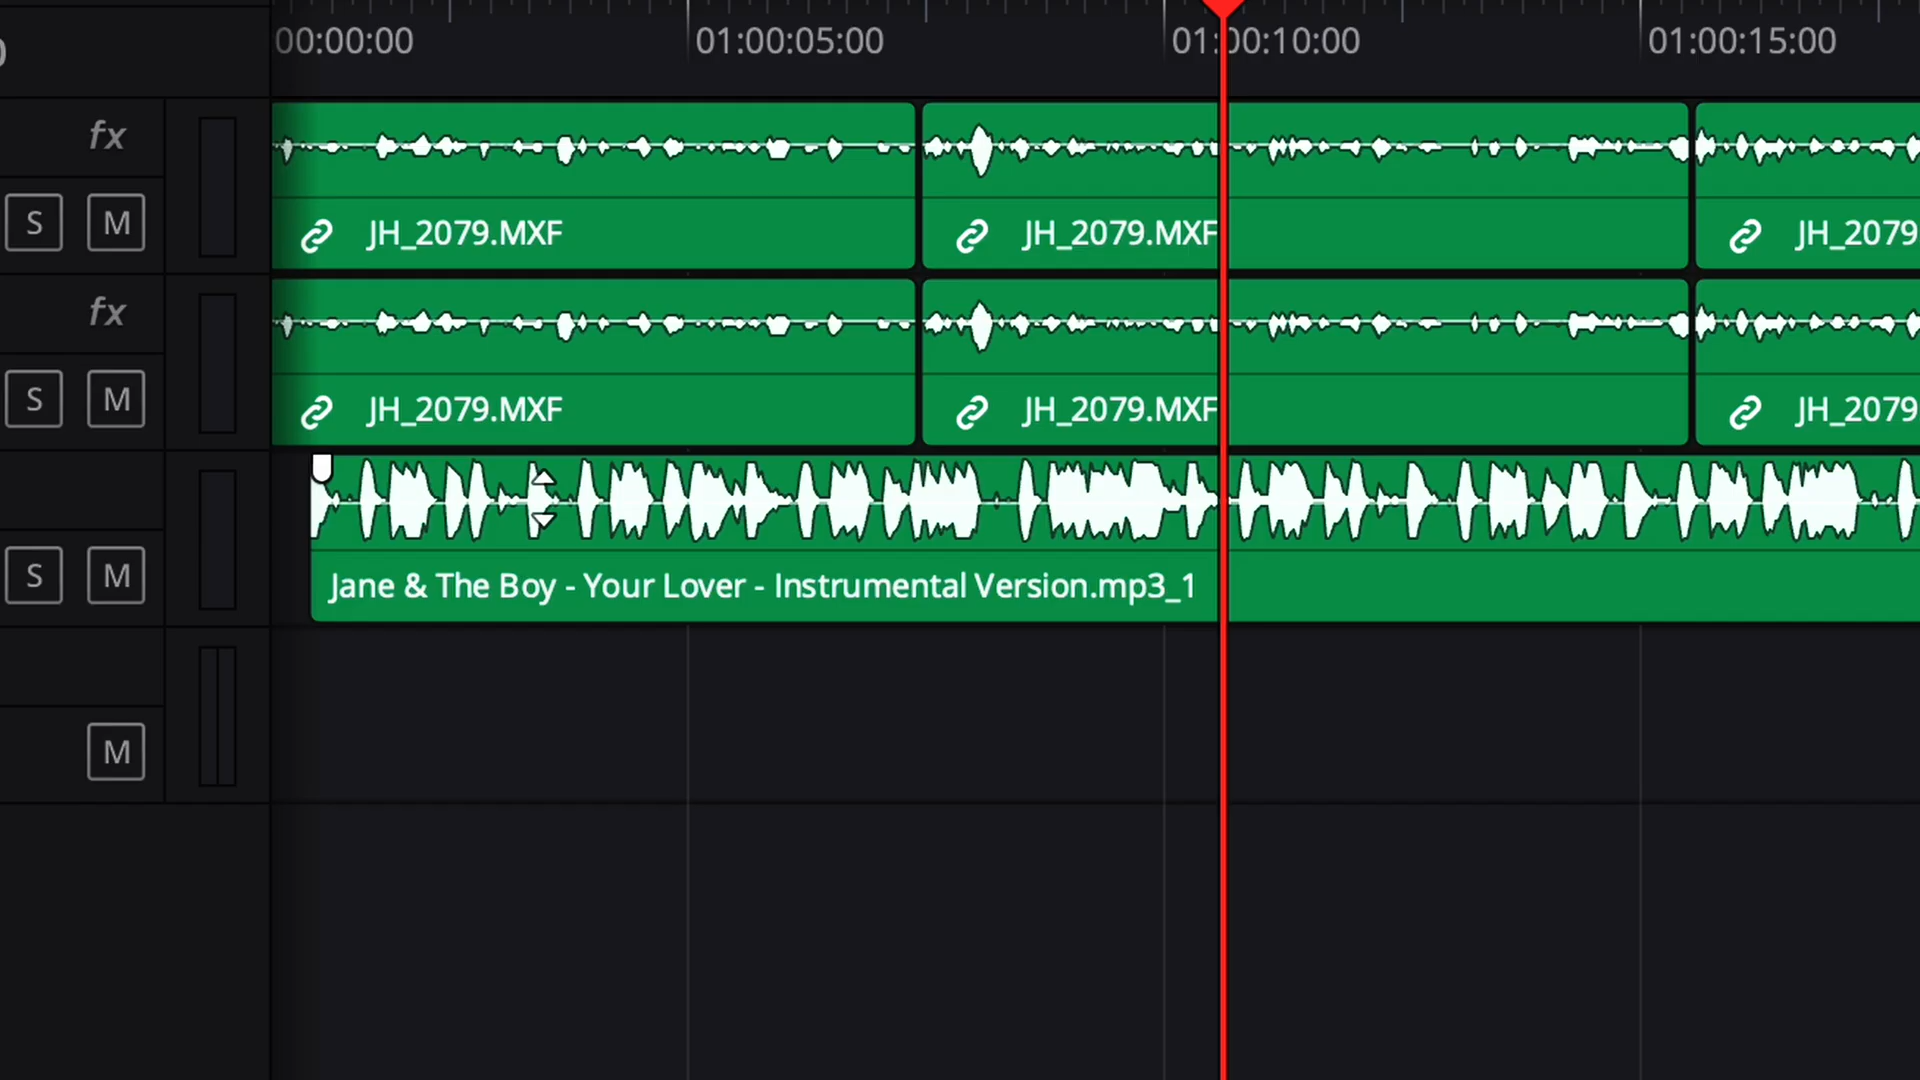 00:00:00 01:00:05:00 01:00:10:00 01:00:15:00
fx
S M
JH_2079.MXF JH_2079.MXF JH_2079
fx
S M
JH_2079.MXF JH_2079.MXF JH_2079
S M
Jane & The Boy - Your Lover - Instrumental Version.mp3_1
M